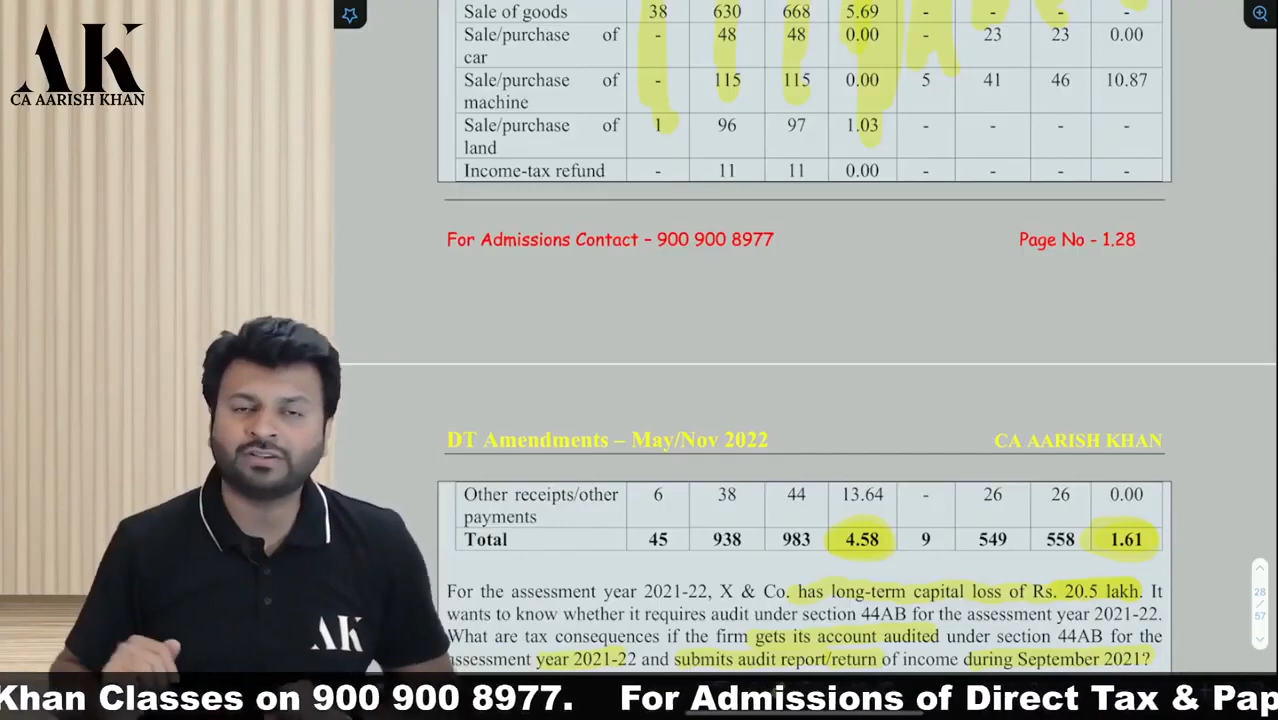 AK
CA AARISH KHAN
Sale of goods 38 630 668 5.69 - - - -
Sale/purchase of car - 48 48 0.00 - 23 23 0.00
Sale/purchase of machine - 115 115 0.00 5 41 46 10.87
Sale/purchase of land 1 96 97 1.03 - - - -
Income-tax refund - 11 11 0.00 - - - -
For Admissions Contact – 900 900 8977 Page No - 1.28
DT Amendments – May/Nov 2022 CA AARISH KHAN
Other receipts/other payments 6 38 44 13.64 - 26 26 0.00
Total 45 938 983 4.58 9 549 558 1.61
For the assessment year 2021-22, X & Co. has long-term capital loss of Rs. 20.5 lakh. It
wants to know whether it requires audit under section 44AB for the assessment year 2021-22.
What are tax consequences if the firm gets its account audited under section 44AB for the
assessment year 2021-22 and submits audit report/return of income during September 2021?
28
/
57
AK
Khan Classes on 900 900 8977. For Admissions of Direct Tax & Pap